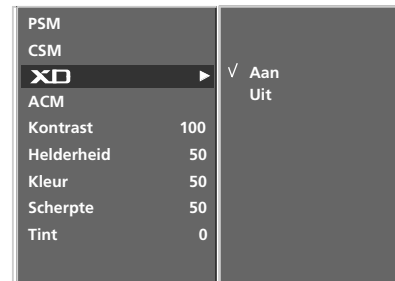 PSM
CSM
XD
√ Aan
ACM
Uit
Kontrast 100
Helderheid 50
Kleur 50
Scherpte 50
Tint 0